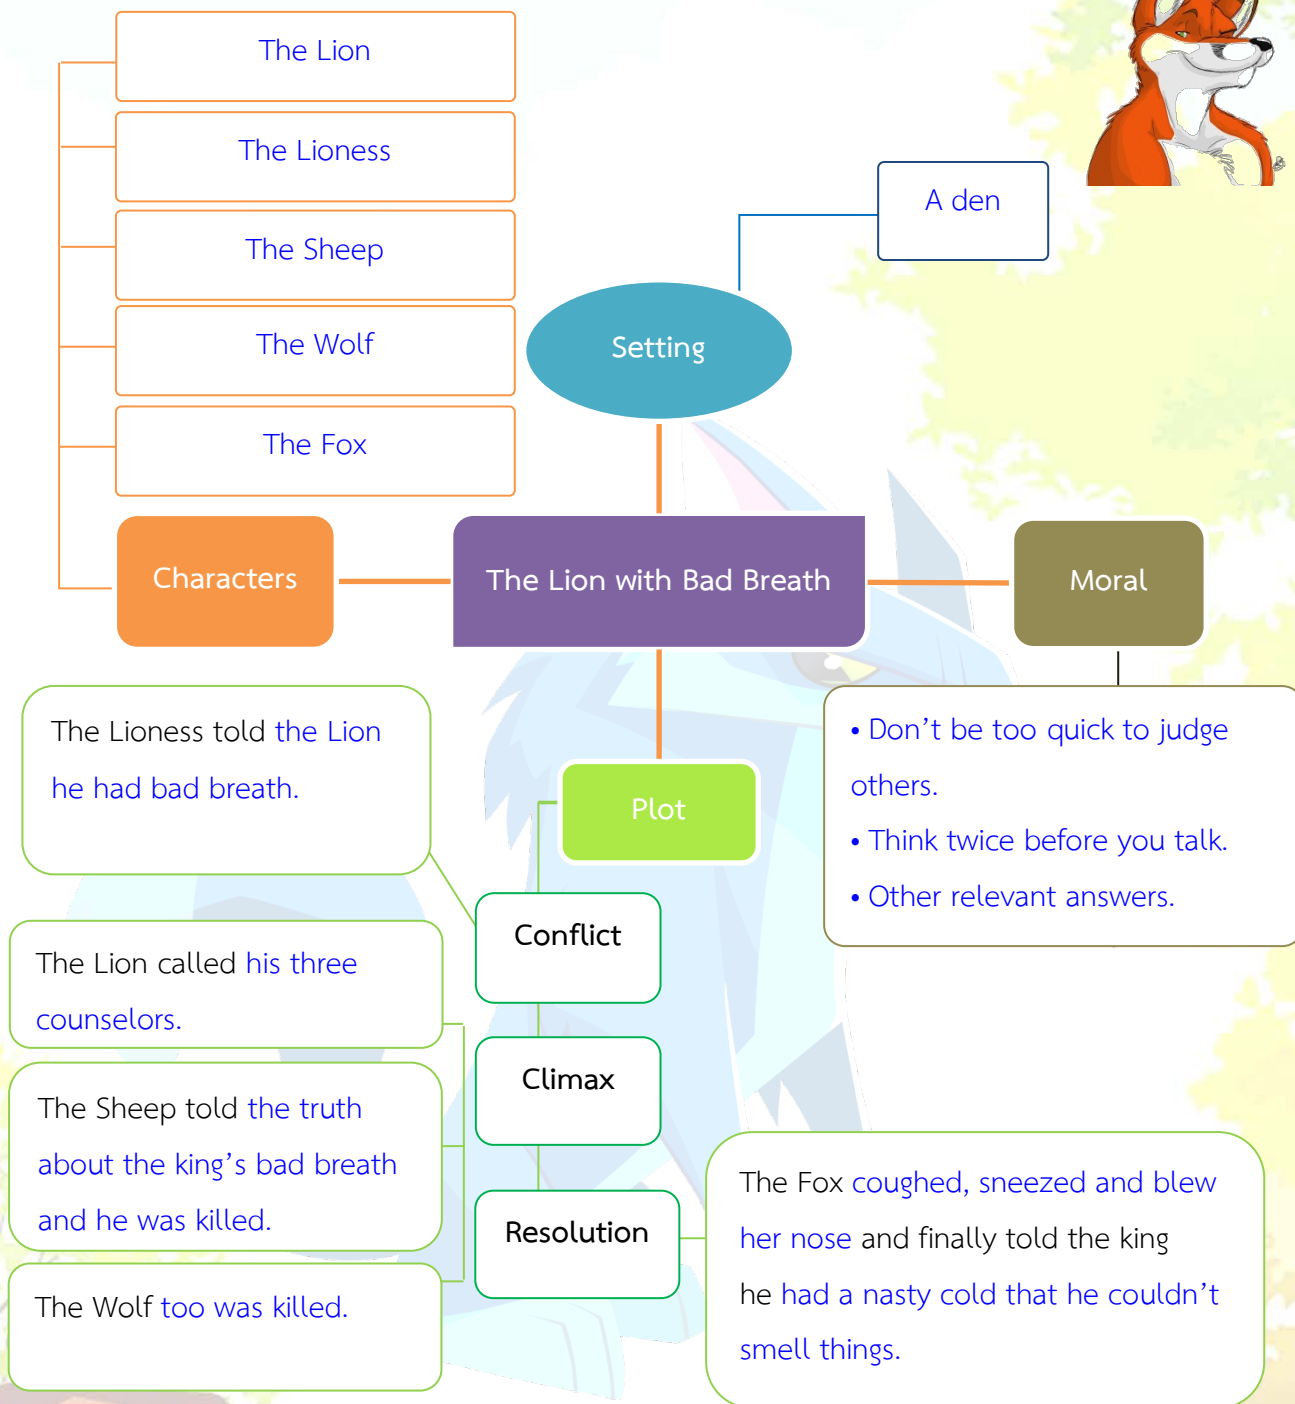 The Lion
The Lioness
The Sheep
The Wolf
The Fox
A den
Setting
Characters
The Lion with Bad Breath
Moral
The Lioness told the Lion
he had bad breath.
• Don't be too quick to judge
others.
• Think twice before you talk.
• Other relevant answers.
Plot
Conflict
The Lion called his three
counselors.
Climax
The Sheep told the truth
about the king's bad breath
and he was killed.
Resolution
The Wolf too was killed.
The Fox coughed, sneezed and blew
her nose and finally told the king
he had a nasty cold that he couldn't
smell things.